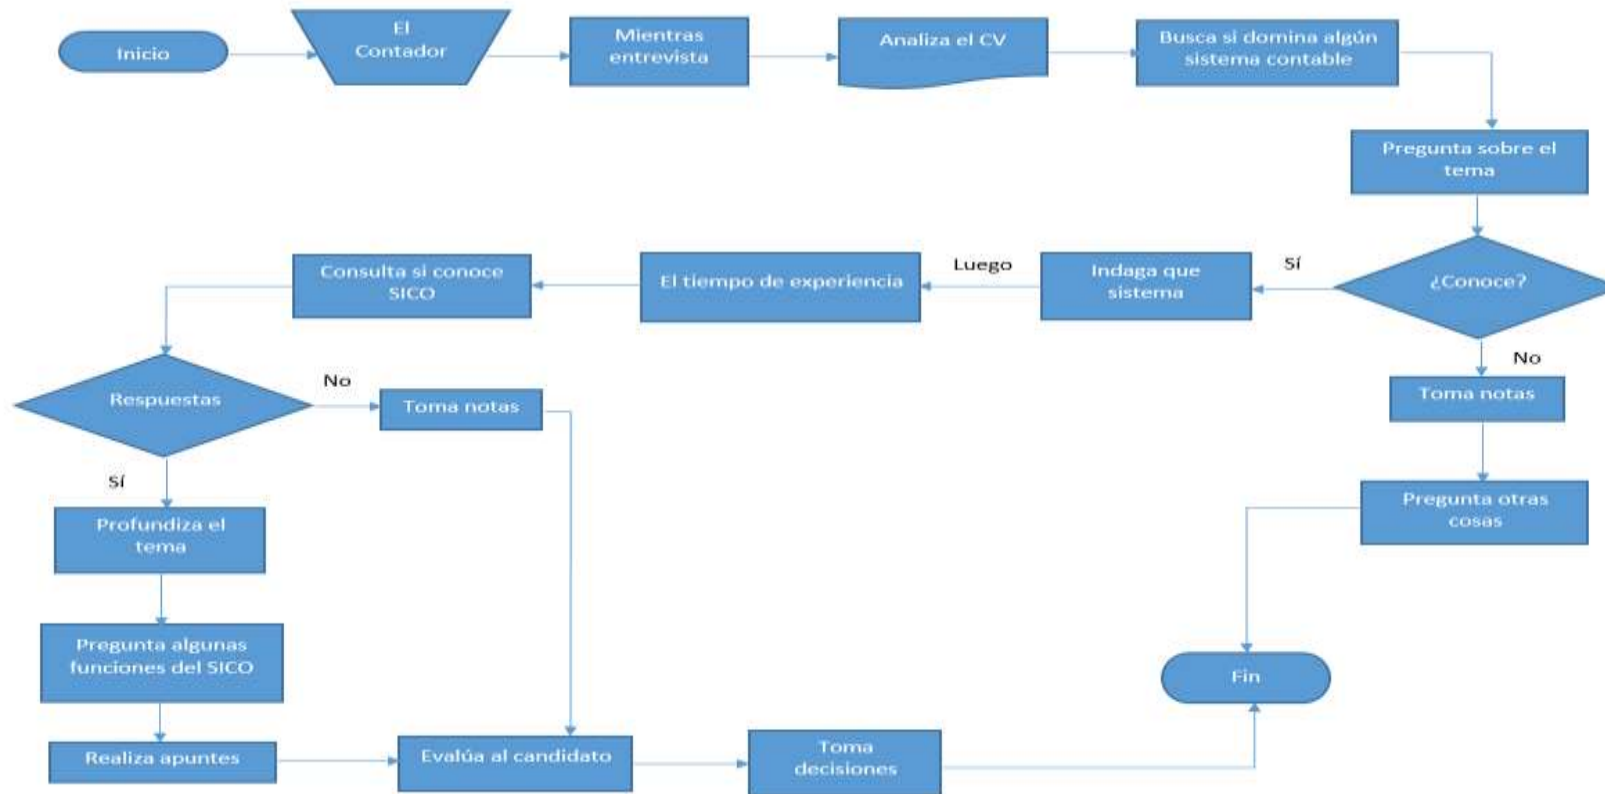 Inicio
El
Contador
Mientras
entrevista
Analiza el CV
Busca si domina algún
sistema contable
Pregunta sobre el
tema
¿Conoce?
Sí
Indaga que
sistema
Luego
El tiempo de experiencia
Consulta si conoce
SICO
No
Toma notas
Pregunta otras
cosas
Respuestas
No
Toma notas
Sí
Profundiza el
tema
Pregunta algunas
funciones del SICO
Realiza apuntes
Evalúa al candidato
Toma
decisiones
Fin